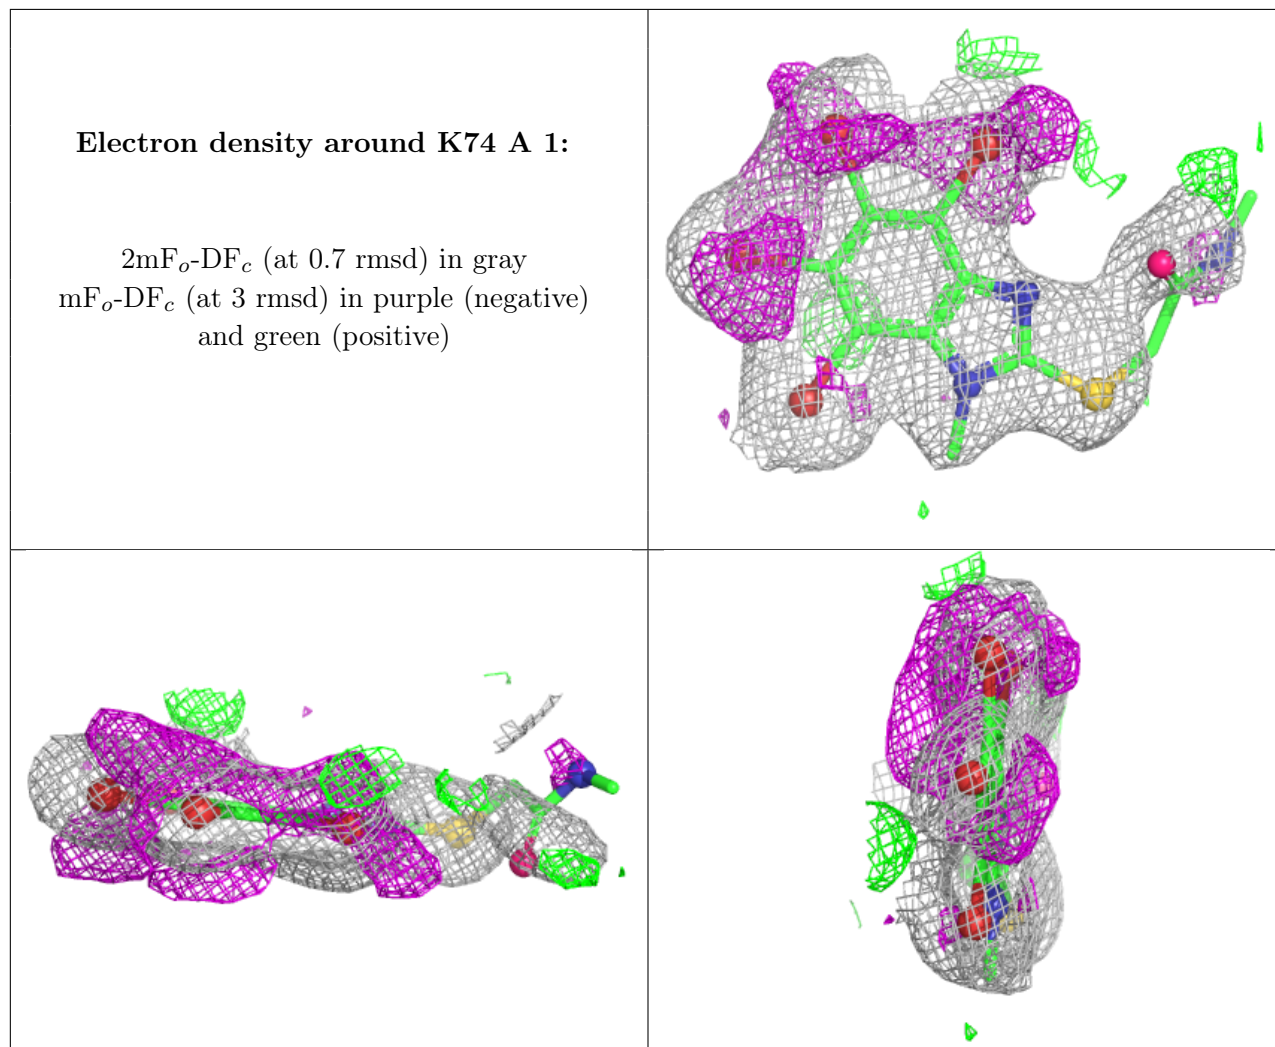 Electron density around K74 A 1:
2mFo-DFc (at 0.7 rmsd) in gray
mFo-DFc (at 3 rmsd) in purple (negative)
and green (positive)